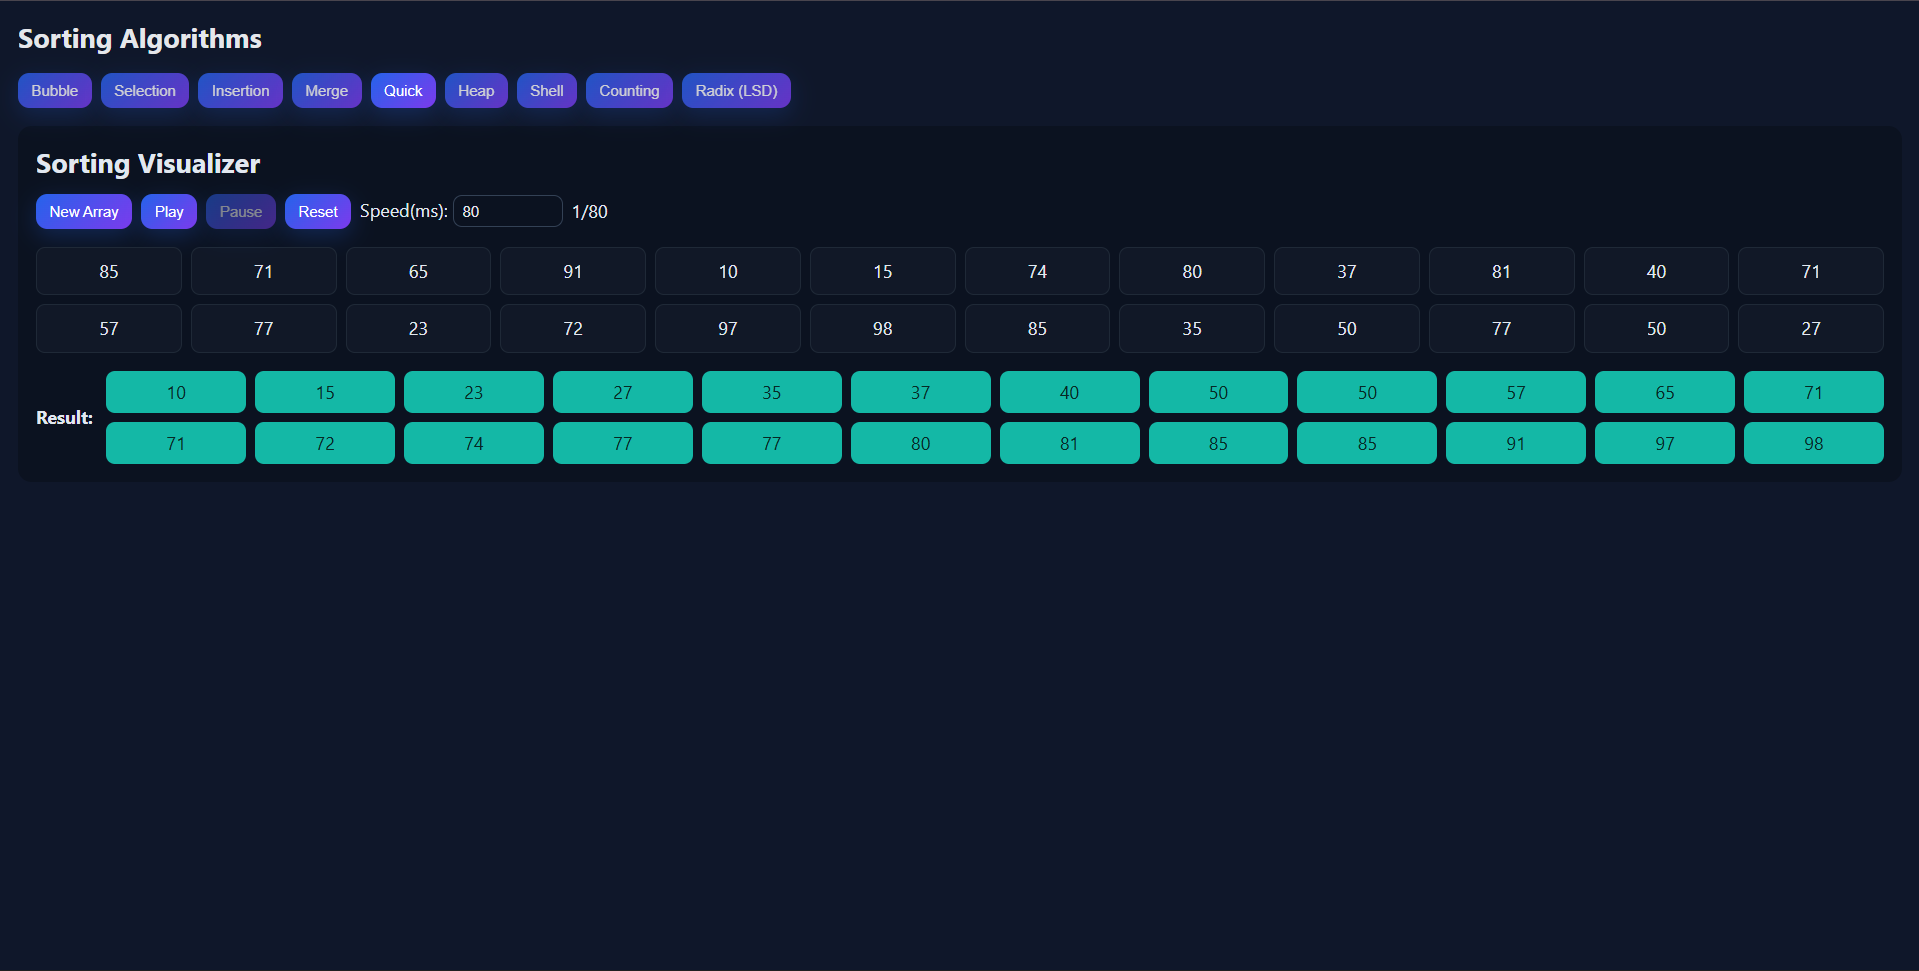 Sorting Algorithms
Bubble Selection Insertion Merge Quick Heap Shell Counting Radix (LSD)
Sorting Visualizer
New Array Play Pause Reset Speed(ms): 80 1/80
85 71 65 91 10 15 74 80 37 81 40 71
57 77 23 72 97 98 85 35 50 77 50 27
Result:
10 15 23 27 35 37 40 50 50 57 65 71
71 72 74 77 77 80 81 85 85 91 97 98